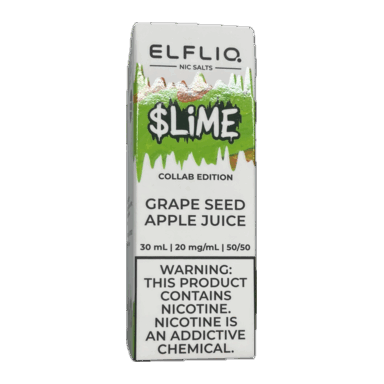 ELFLIQ
NIC SALTS
$LiME
COLLAB EDITION
GRAPE SEED
APPLE JUICE
30 mL | 20 mg/mL | 50/50
WARNING:
THIS PRODUCT
CONTAINS
NICOTINE.
NICOTINE IS
AN ADDICTIVE
CHEMICAL.